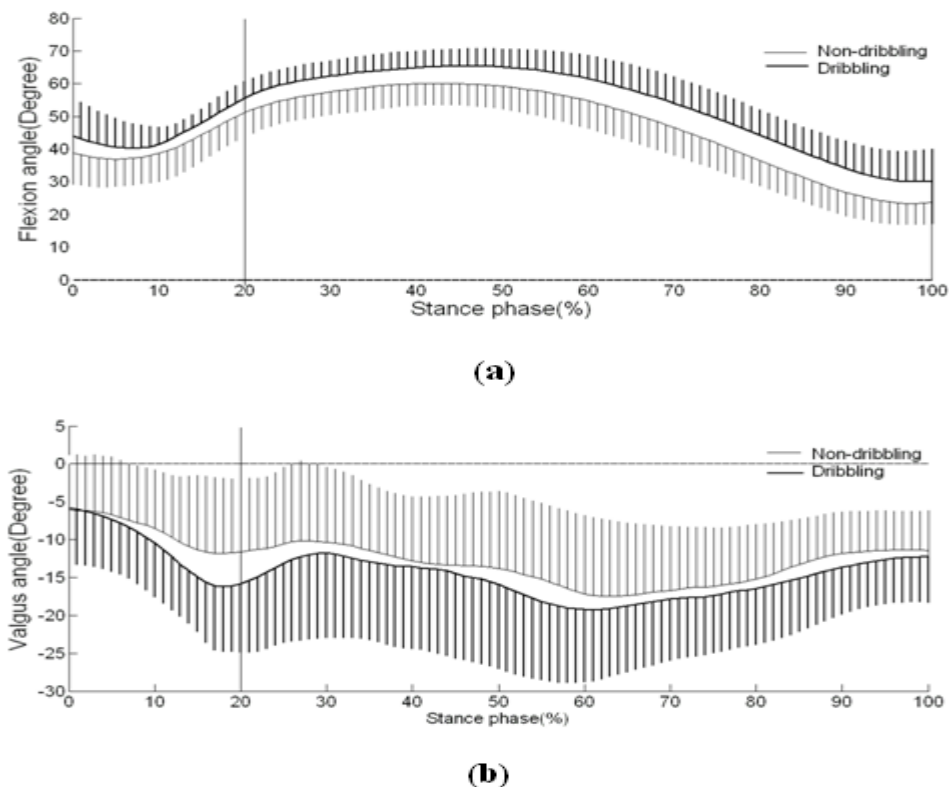 80
70
60
50
40
30
20
10
0
Flexion angle(Degree)
Non-dribbling
Dribbling
0 10 20 30 40 50 60 70 80 90 100
Stance phase(%)
(a)
5
0
-5
-10
-15
-20
-25
-30
Valgus angle(Degree)
Non-dribbling
Dribbling
0 10 20 30 40 50 60 70 80 90 100
Stance phase(%)
(b)